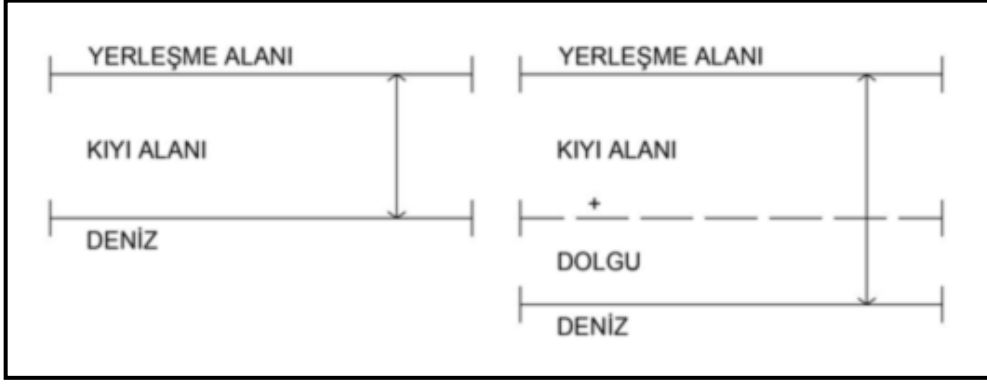 YERLEŞME ALANI
KIYI ALANI
DENİZ
YERLEŞME ALANI
KIYI ALANI
+
DOLGU
DENİZ